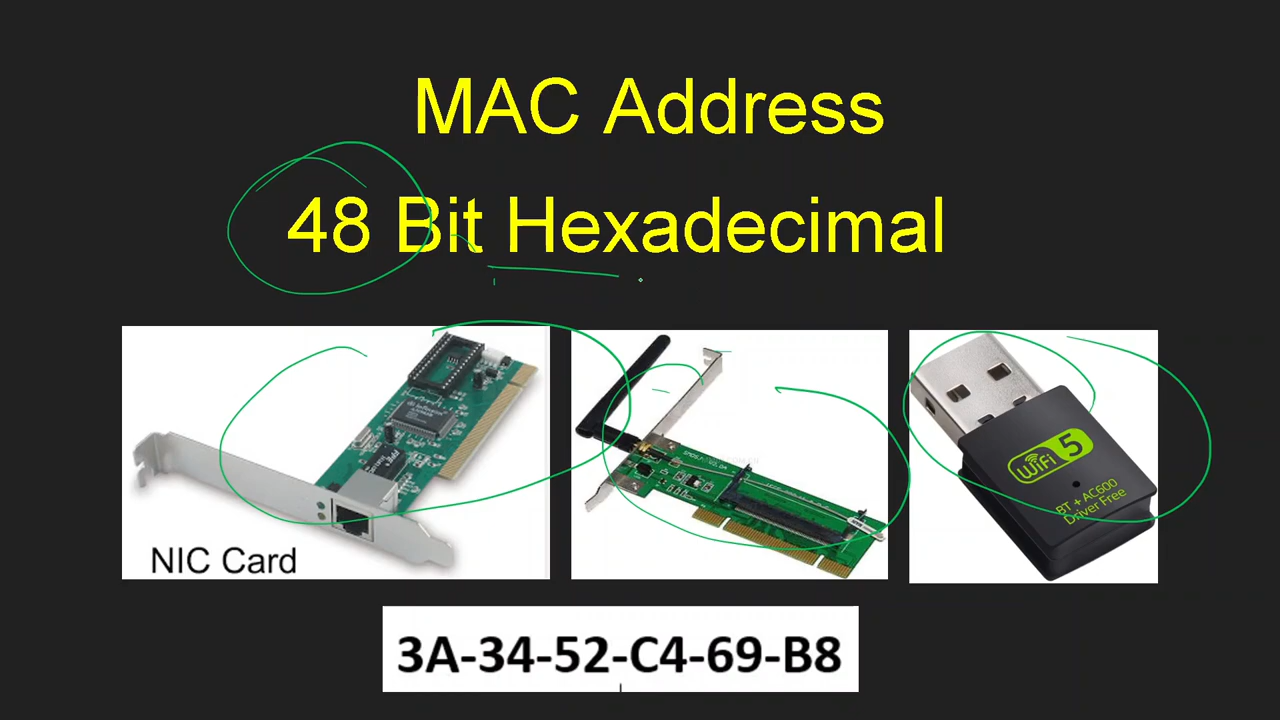 MAC Address
48 Bit Hexadecimal
NIC Card
WiFi 5
BT + AC600
Driver Free
3A-34-52-C4-69-B8